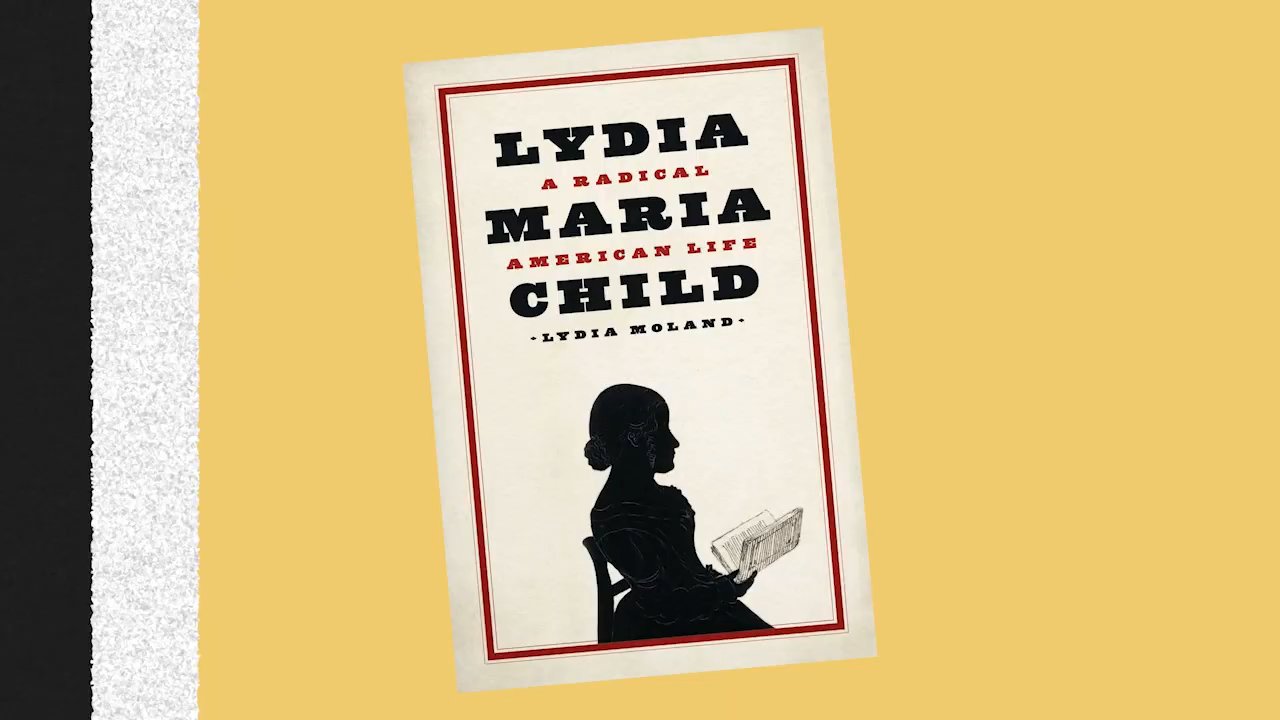 LYDIA
A RADICAL
MARIA
AMERICAN LIFE
CHILD
-LYDIA MOLAND-